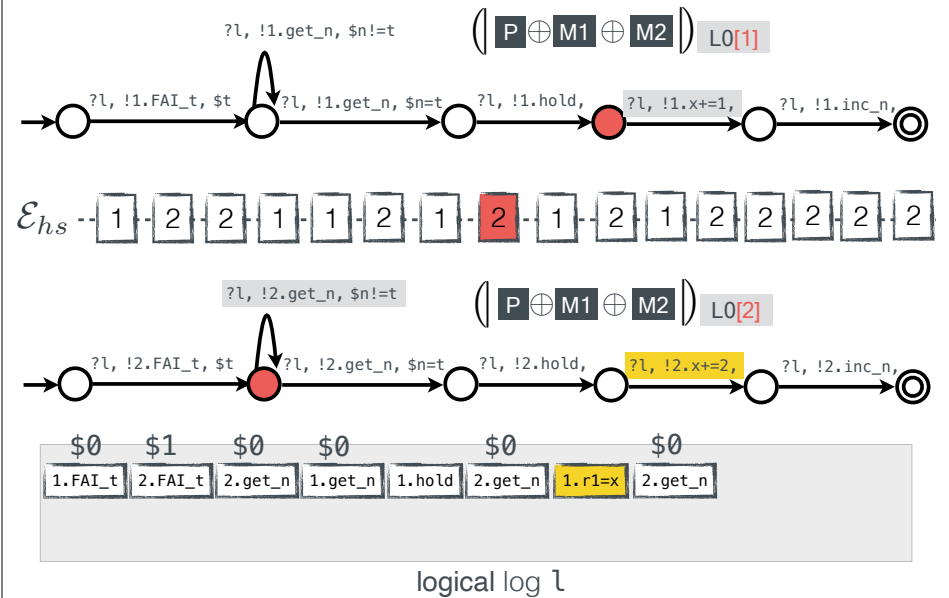 ?l, !1.get_n, $n!=t
(| P ⊕ M1 ⊕ M2 |) L0[1]
?l, !1.FAI_t, $t ?l, !1.get_n, $n=t ?l, !1.hold, ?l, !1.x+=1, ?l, !1.inc_n,
ℰhs 1 2 2 1 1 2 1 2 1 2 1 2 2 2 2 2
?l, !2.get_n, $n!=t
(| P ⊕ M1 ⊕ M2 |) L0[2]
?l, !2.FAI_t, $t ?l, !2.get_n, $n=t ?l, !2.hold, ?l, !2.x+=2, ?l, !2.inc_n,
$0 $1 $0 $0 $0 $0
1.FAI_t 2.FAI_t 2.get_n 1.get_n 1.hold 2.get_n 1.r1=x 2.get_n
logical log l